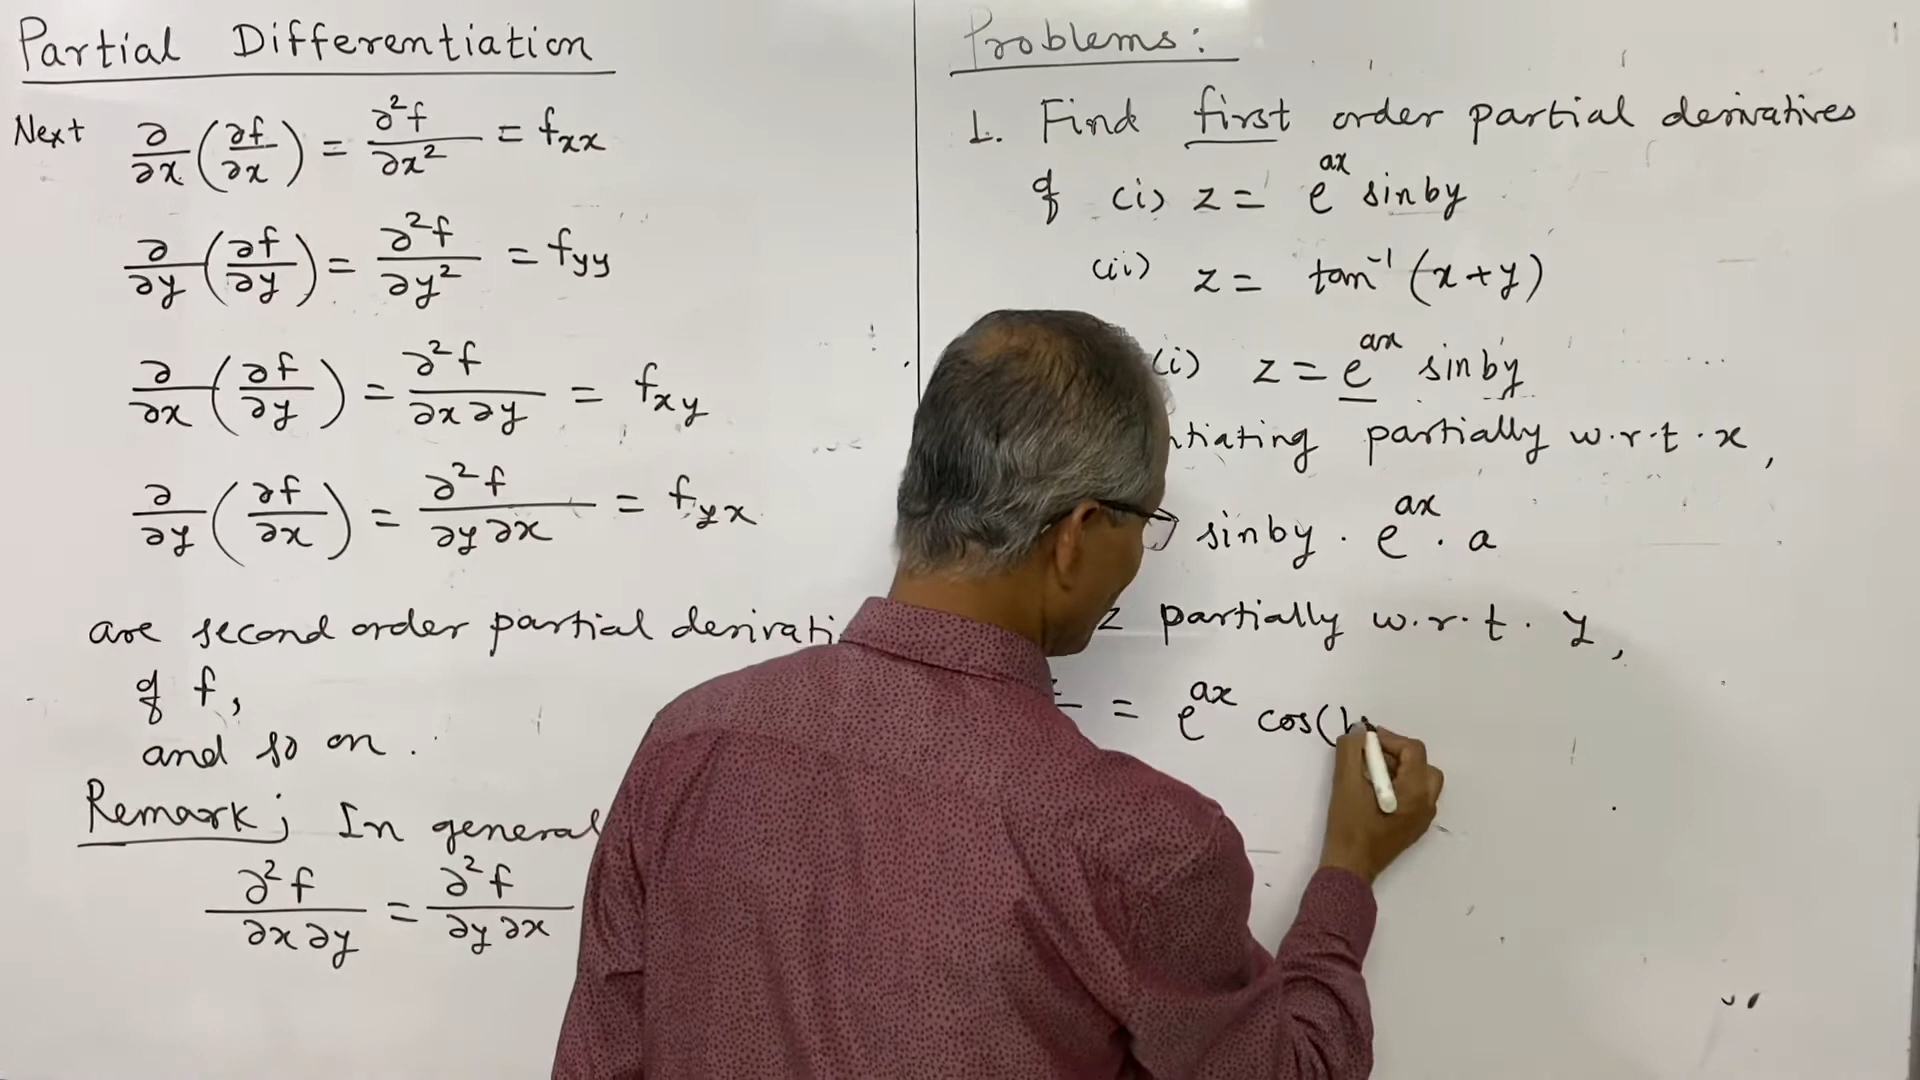 Partial Differentiation
Next ∂/∂x (∂f/∂x) = ∂²f/∂x² = fxx
∂/∂y (∂f/∂y) = ∂²f/∂y² = fyy
∂/∂x (∂f/∂y) = ∂²f/∂x∂y = fxy
∂/∂y (∂f/∂x) = ∂²f/∂y∂x = fyx
are second order partial derivati
of f,
and so on.
Remark; In general
∂²f/∂x∂y = ∂²f/∂y∂x
Problems:
1. Find first order partial derivatives
of (i) z = e^ax sinby
(ii) z = tan⁻¹(x+y)
(i) z = e^ax sinby
ntiating partially w.r.t. x,
sinby . e^ax . a
z partially w.r.t. y,
= e^ax cos(b